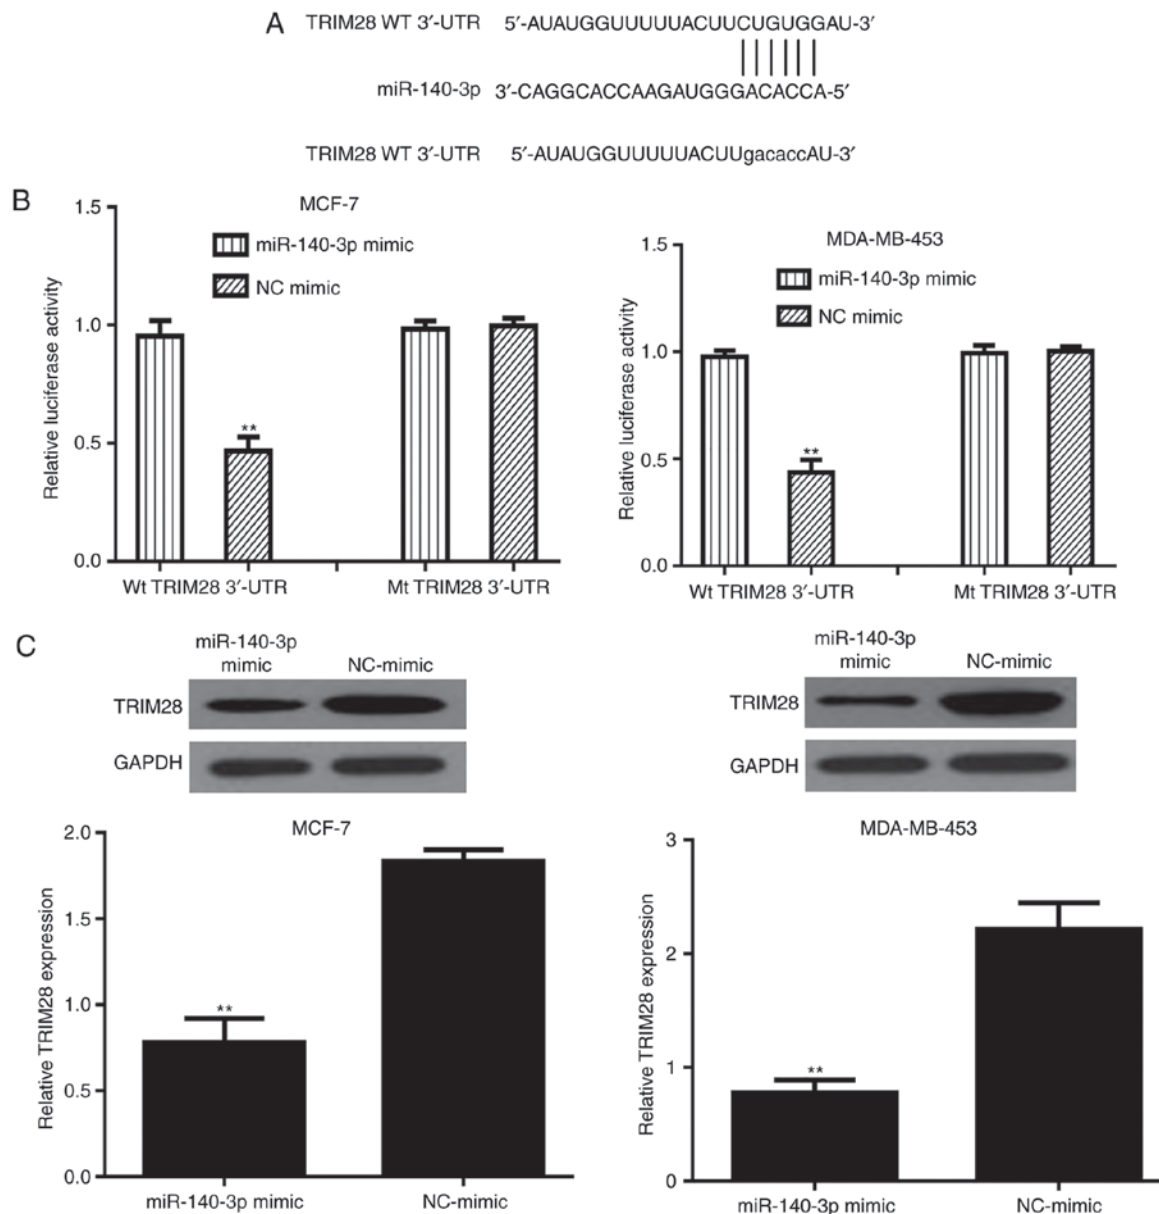 A
TRIM28 WT 3′-UTR 5′-AUAUGGUUUUUACUUCUGUGGAU-3′
miR-140-3p 3′-CAGGCACCAAGAUGGGACACCA-5′
TRIM28 WT 3′-UTR 5′-AUAUGGUUUUUACUUgacaccAU-3′
B
MCF-7
miR-140-3p mimic
NC mimic
Relative luciferase activity
1.5
1.0
0.5
0.0
**
Wt TRIM28 3′-UTR
Mt TRIM28 3′-UTR
MDA-MB-453
miR-140-3p mimic
NC mimic
Relative luciferase activity
1.5
1.0
0.5
0.0
**
Wt TRIM28 3′-UTR
Mt TRIM28 3′-UTR
C
miR-140-3p
mimic
NC-mimic
TRIM28
GAPDH
miR-140-3p
mimic
NC-mimic
TRIM28
GAPDH
MCF-7
Relative TRIM28 expression
2.0
1.5
1.0
0.5
0.0
**
miR-140-3p mimic
NC-mimic
MDA-MB-453
Relative TRIM28 expression
3
2
1
0
**
miR-140-3p mimic
NC-mimic